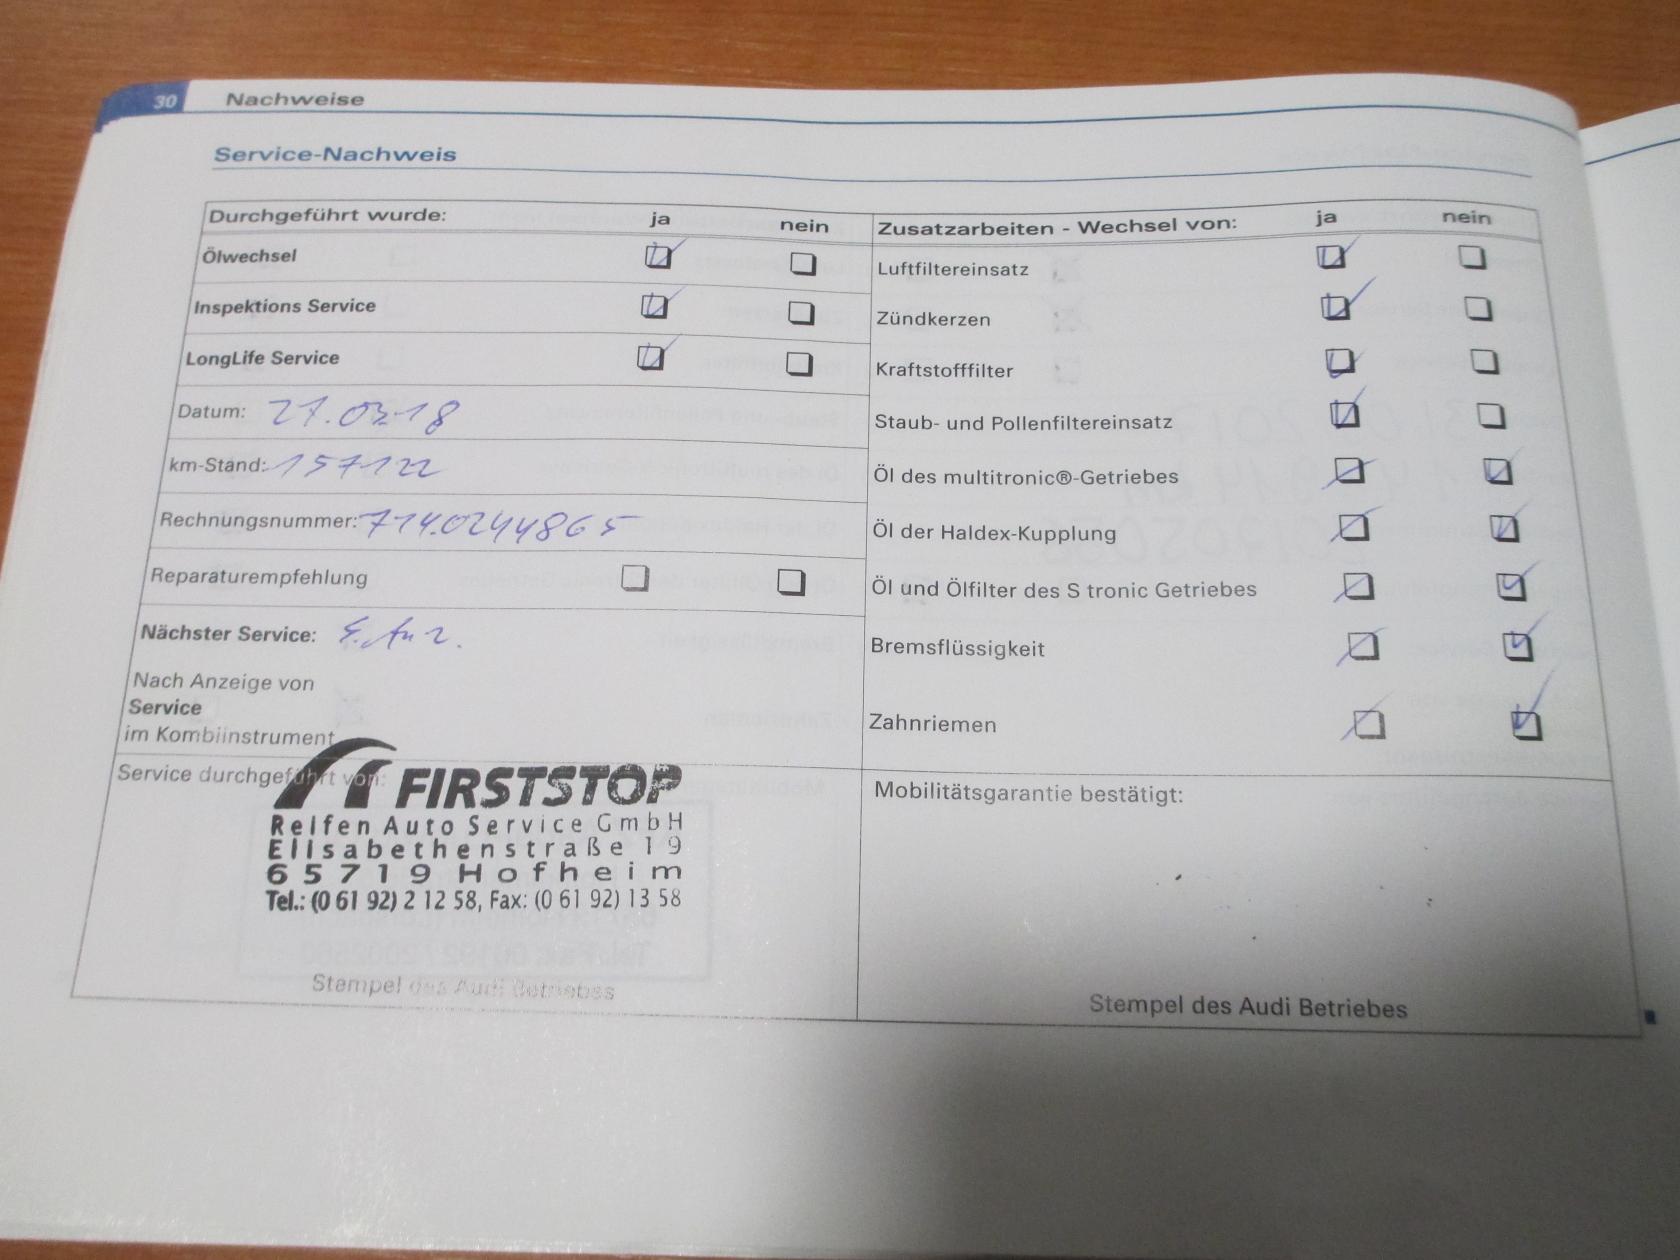 30 Nachweise
Service-Nachweis
Durchgeführt wurde: ja nein
Ölwechsel
Inspektions Service
LongLife Service
Datum: 27.03.18
km-Stand: 157122
Rechnungsnummer: 714.0244865
Reparaturempfehlung
Nächster Service:
Nach Anzeige von
Service
im Kombiinstrument
Service durchgeführt von:
FIRSTSTOP
Reifen Auto Service GmbH
Elisabethenstraße 19
65719 Hofheim
Tel.: (0 61 92) 2 12 58, Fax: (0 61 92) 13 58
Stempel des Audi Betriebes
Zusatzarbeiten - Wechsel von: ja nein
Luftfiltereinsatz
Zündkerzen
Kraftstofffilter
Staub- und Pollenfiltereinsatz
Öl des multitronic®-Getriebes
Öl der Haldex-Kupplung
Öl und Ölfilter des S tronic Getriebes
Bremsflüssigkeit
Zahnriemen
Mobilitätsgarantie bestätigt:
Stempel des Audi Betriebes